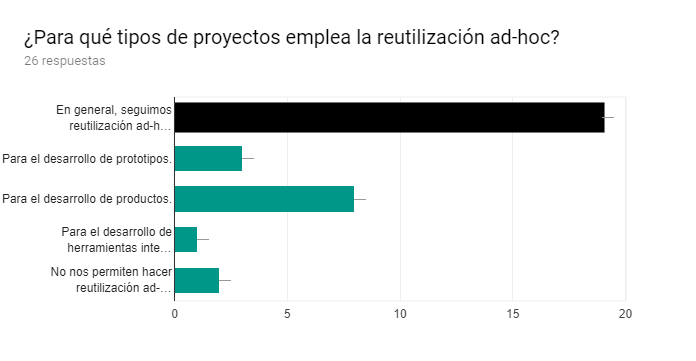 ¿Para qué tipos de proyectos emplea la reutilización ad-hoc?
26 respuestas
En general, seguimos
reutilización ad-h…
Para el desarrollo de prototipos.
Para el desarrollo de productos.
Para el desarrollo de
herramientas inte…
No nos permiten hacer
reutilización ad-…
0 5 10 15 20